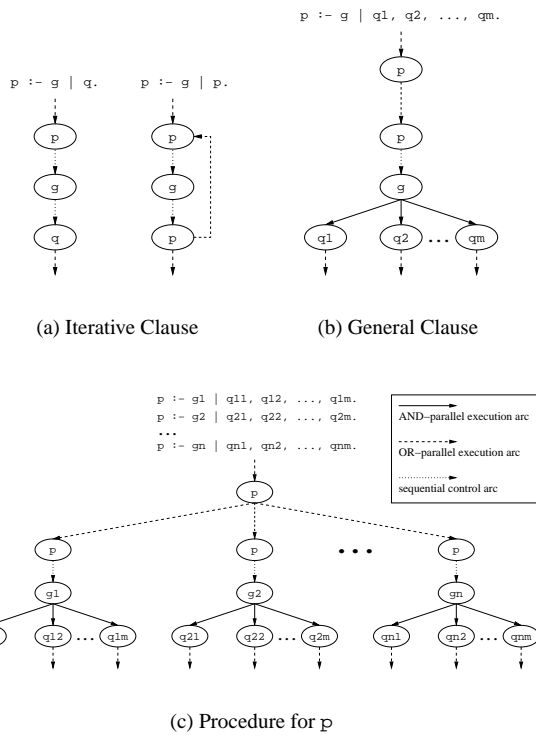 p :- g | q1, q2, ..., qm.
p :- g | q.
p :- g | p.
p
g
q
p
g
p
p
p
g
q1
q2
...
qm
(a) Iterative Clause
(b) General Clause
p :- g1 | q11, q12, ..., q1m.
p :- g2 | q21, q22, ..., q2m.
...
p :- gn | qn1, qn2, ..., qnm.
AND-parallel execution arc
OR-parallel execution arc
sequential control arc
p
p
p
...
p
g1
g2
gn
q12
...
q1m
q21
q22
...
q2m
qn1
qn2
...
qnm
(c) Procedure for p